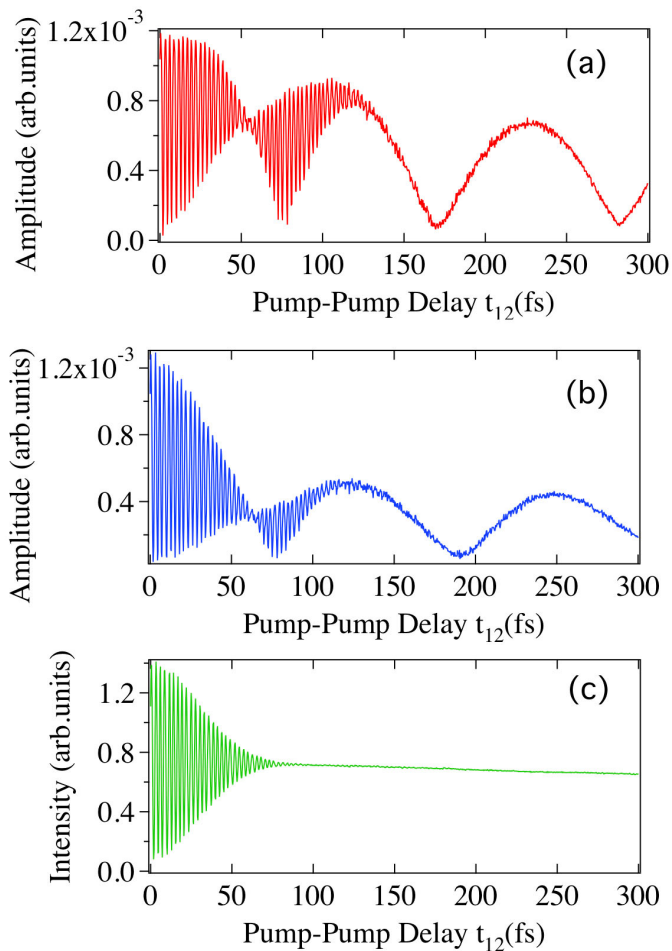 1.2x10⁻³
0.8
0.4
0.0
Amplitude (arb.units)
(a)
0 50 100 150 200 250 300
Pump-Pump Delay t₁₂(fs)
1.2x10⁻³
0.8
0.4
Amplitude (arb.units)
(b)
0 50 100 150 200 250 300
Pump-Pump Delay t₁₂(fs)
1.2
0.8
0.4
0.0
Intensity (arb.units)
(c)
0 50 100 150 200 250 300
Pump-Pump Delay t₁₂(fs)